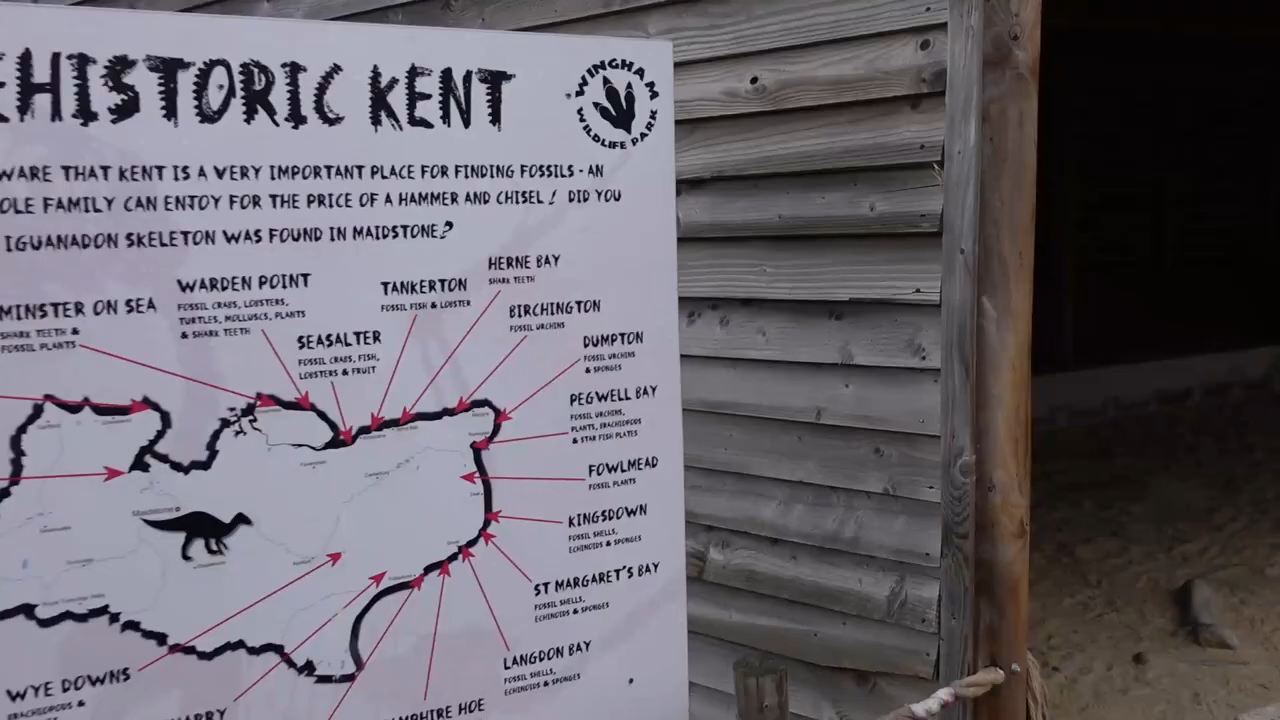 EHISTORIC KENT
WINGHAM
WILDLIFE PARK
WARE THAT KENT IS A VERY IMPORTANT PLACE FOR FINDING FOSSILS - AN
OLE FAMILY CAN ENJOY FOR THE PRICE OF A HAMMER AND CHISEL! DID YOU
IGUANADON SKELETON WAS FOUND IN MAIDSTONE?
MINSTER ON SEA
SHARK TEETH &
FOSSIL PLANTS
WARDEN POINT
FOSSIL CRABS, LOBSTERS,
TURTLES, MOLLUSCS, PLANTS
& SHARK TEETH
SEASALTER
FOSSIL CRABS, FISH,
LOBSTERS & FRUIT
TANKERTON
FOSSIL FISH & LOBSTER
HERNE BAY
SHARK TEETH
BIRCHINGTON
FOSSIL URCHINS
DUMPTON
FOSSIL URCHINS
& SPONGES
PEGWELL BAY
FOSSIL URCHINS,
PLANTS, BRACHIOPODS
& STAR FISH PLATES
FOWLMEAD
FOSSIL PLANTS
KINGSDOWN
FOSSIL SHELLS,
ECHINOIDS & SPONGES
ST MARGARET'S BAY
FOSSIL SHELLS,
ECHINOIDS & SPONGES
LANGDON BAY
FOSSIL SHELLS,
ECHINOIDS & SPONGES
Maidstone
WYE DOWNS
BRACHIOPODS &
ARRY
AMPHIRE HOE